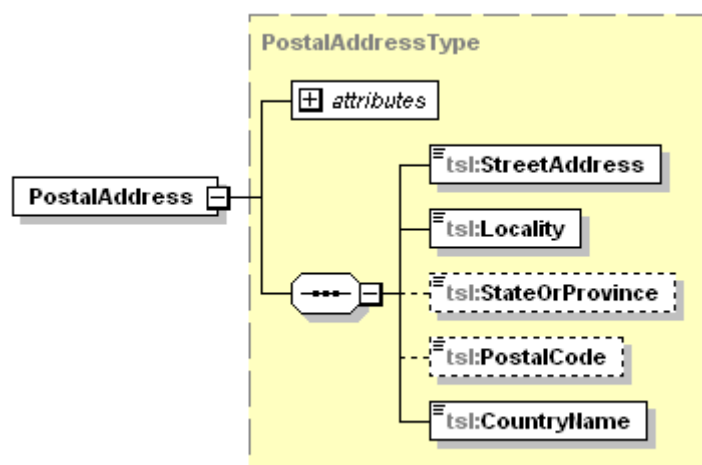 PostalAddressType
attributes
PostalAddress
tsl:StreetAddress
tsl:Locality
tsl:StateOrProvince
tsl:PostalCode
tsl:CountryName